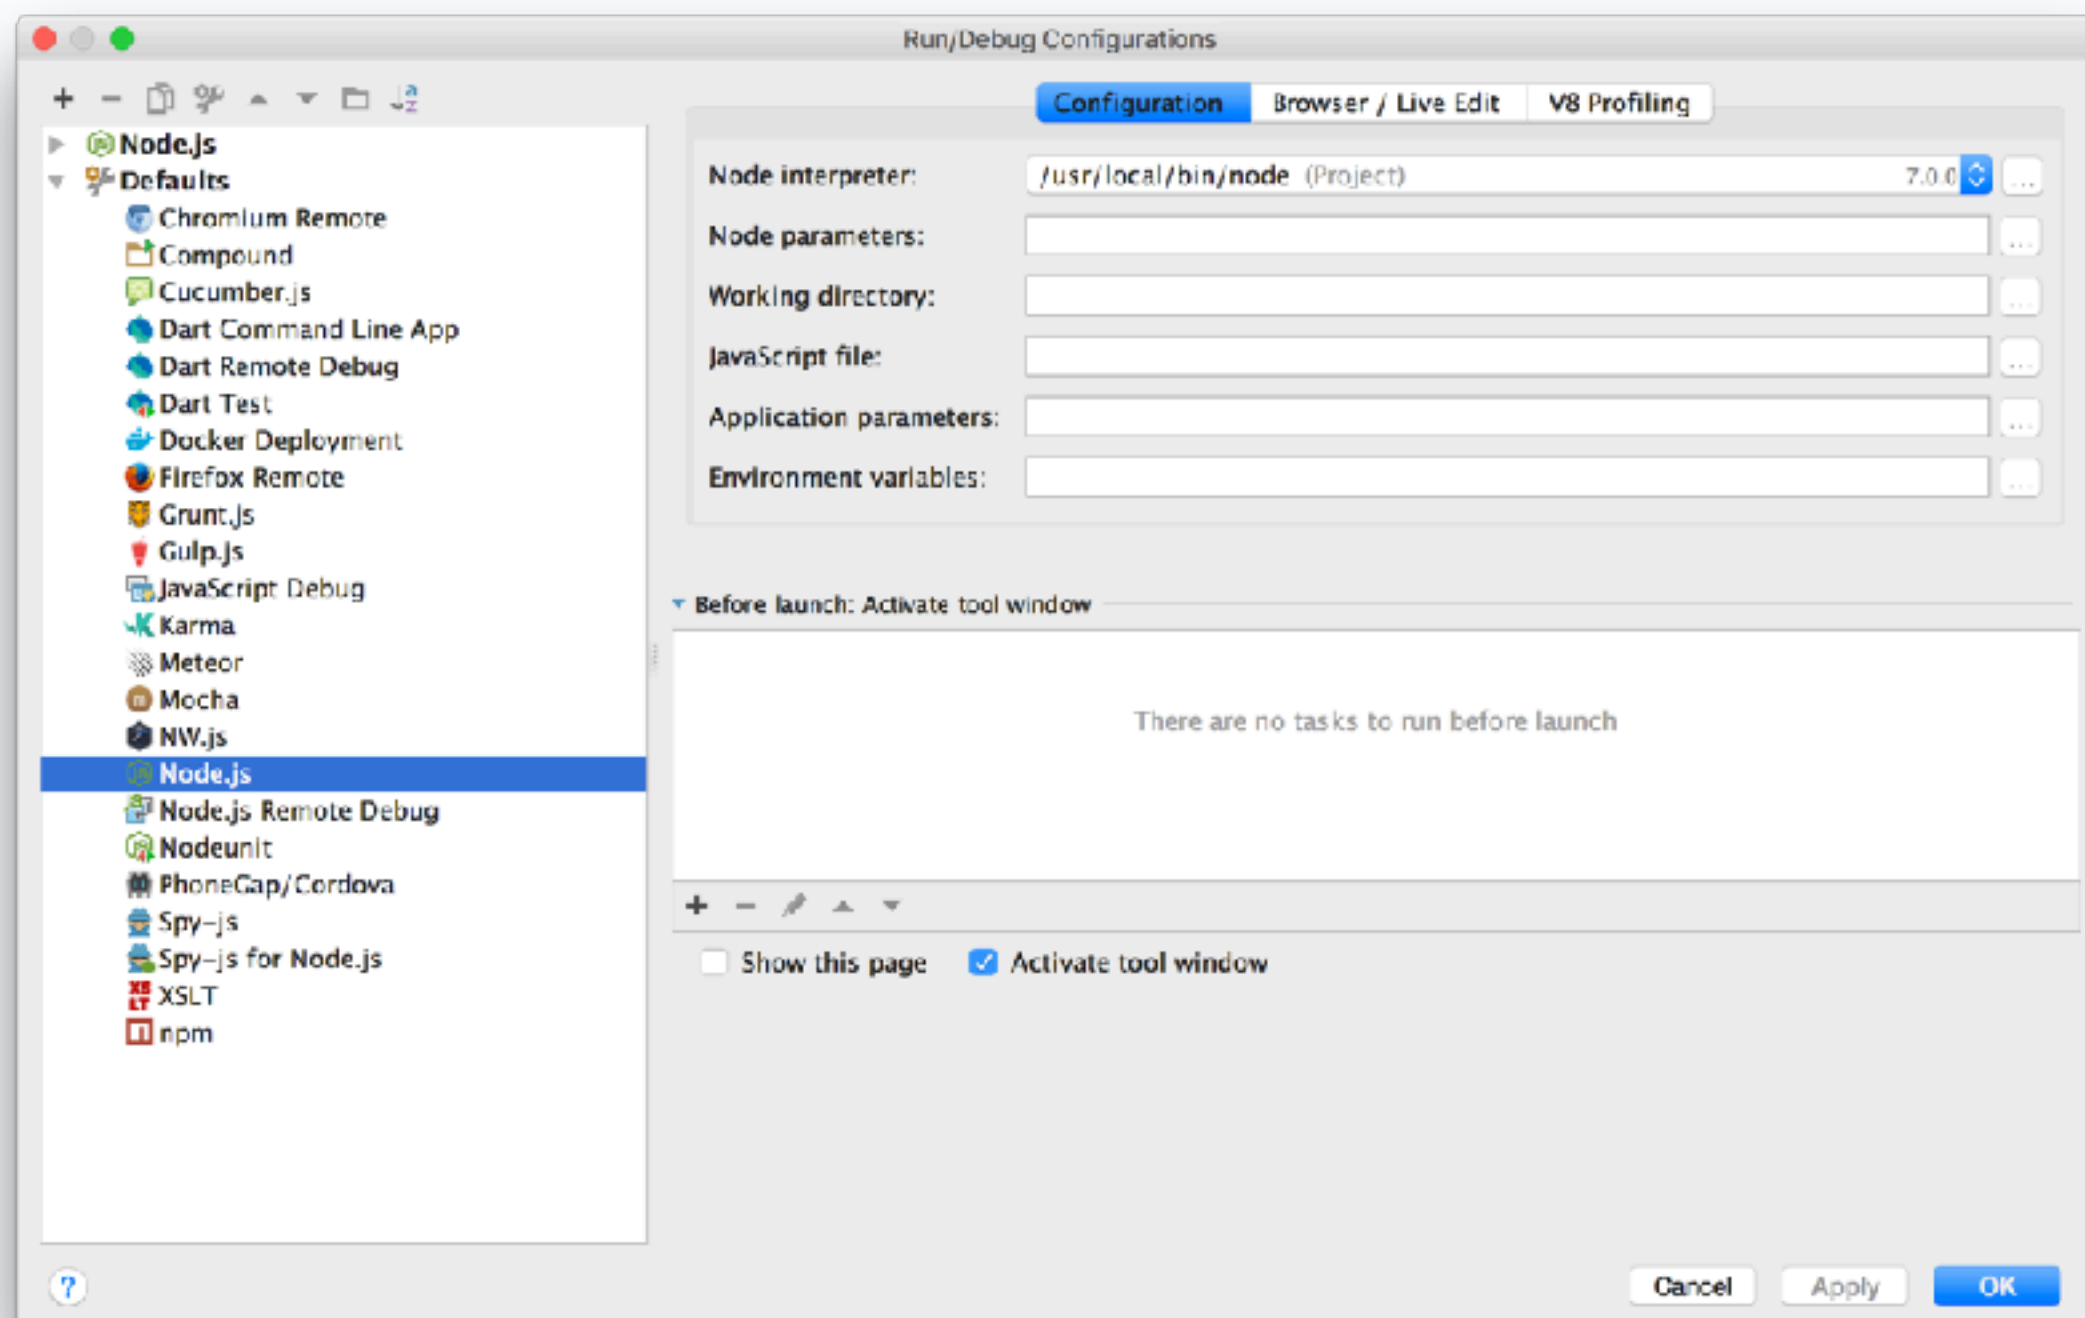 Run/Debug Configurations
Configuration
Browser / Live Edit
V8 Profiling
Node.js
Defaults
Chromium Remote
Compound
Cucumber.js
Dart Command Line App
Dart Remote Debug
Dart Test
Docker Deployment
Firefox Remote
Grunt.js
Gulp.js
JavaScript Debug
Karma
Meteor
Mocha
NW.js
Node.js
Node.js Remote Debug
Nodeunit
PhoneGap/Cordova
Spy-js
Spy-js for Node.js
XSLT
npm
Node interpreter: /usr/local/bin/node (Project) 7.0.0 ...
Node parameters: ...
Working directory: ...
JavaScript file: ...
Application parameters: ...
Environment variables: ...
Before launch: Activate tool window
There are no tasks to run before launch
Show this page
Activate tool window
?
Cancel
Apply
OK